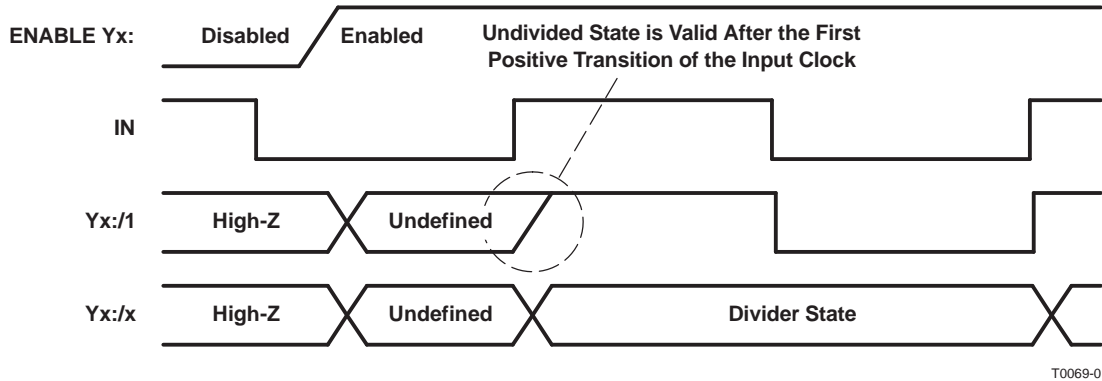 ENABLE Yx: Disabled Enabled Undivided State is Valid After the First
Positive Transition of the Input Clock
IN
Yx:/1 High-Z Undefined
Yx:/x High-Z Undefined Divider State
T0069-0